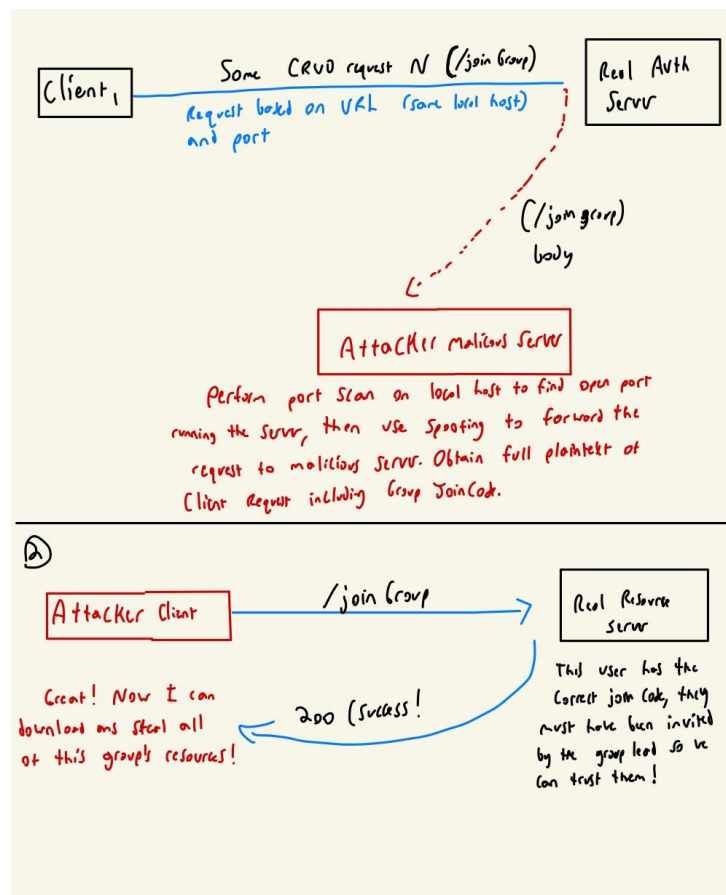 Some CRUD request N (/join Group)
Client 1
Real Auth
Server
Request based on URL (same local host)
and port
(/join group)
body
Attacker malicious Server
Perform port scan on local host to find open port
running the server, then use spoofing to forward the
request to malicious server. Obtain full plaintext of
Client Request including Group JoinCode.
2
Attacker Client
/join Group
Real Resource
Server
Great! Now I can
download and steal all
of this group's resources!
200 (success!
This user has the
correct join code, they
must have been invited
by the group lead so we
can trust them!